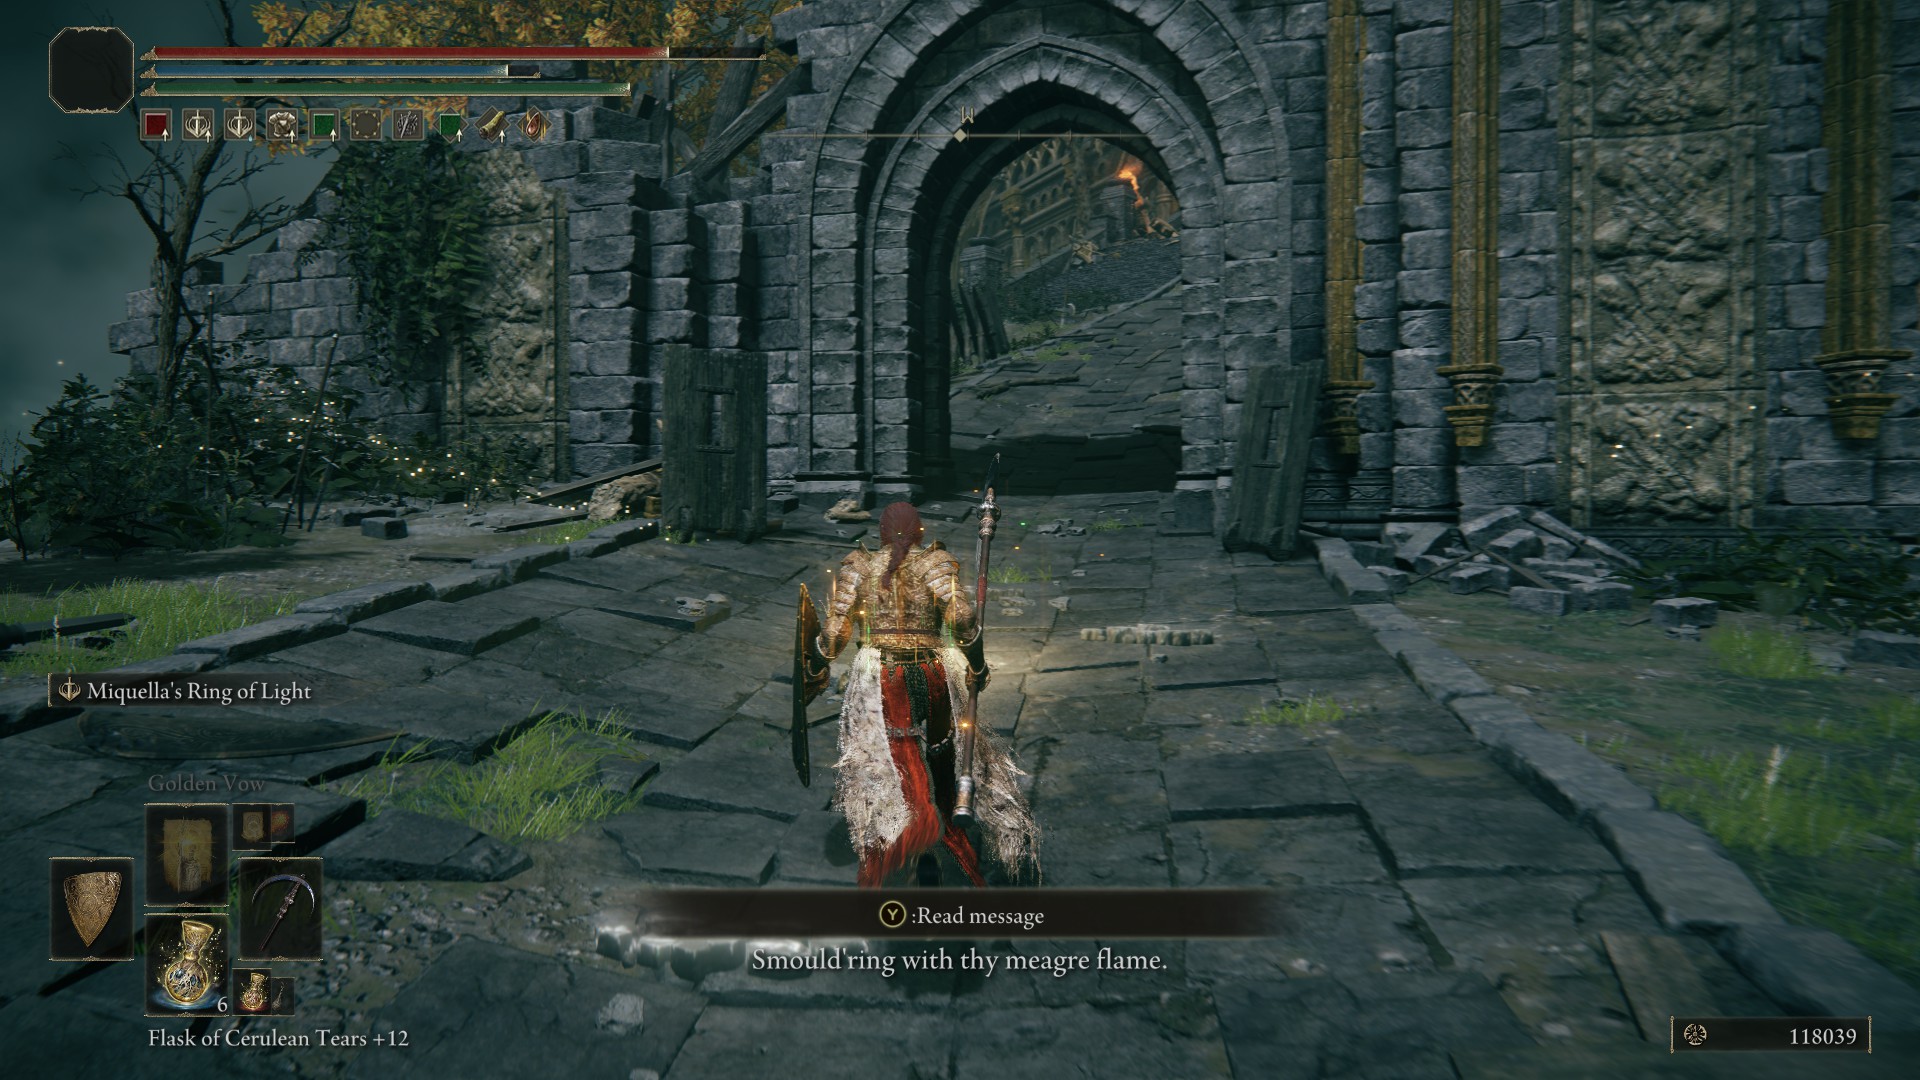 W
Miquella's Ring of Light
Golden Vow
6
Flask of Cerulean Tears +12
Y :Read message
Smould'ring with thy meagre flame.
118039